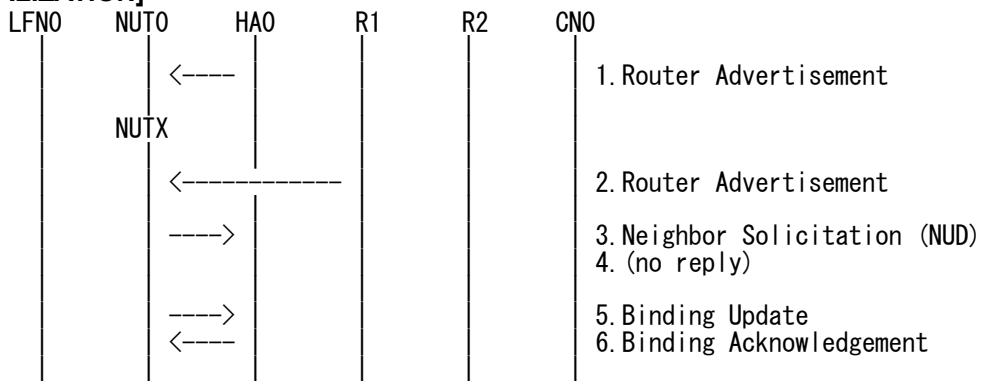 LFN0 NUT0 HA0 R1 R2 CN0
<---- 1.Router Advertisement
NUTX
<------------ 2.Router Advertisement
----> 3.Neighbor Solicitation (NUD)
4.(no reply)
----> 5.Binding Update
<---- 6.Binding Acknowledgement